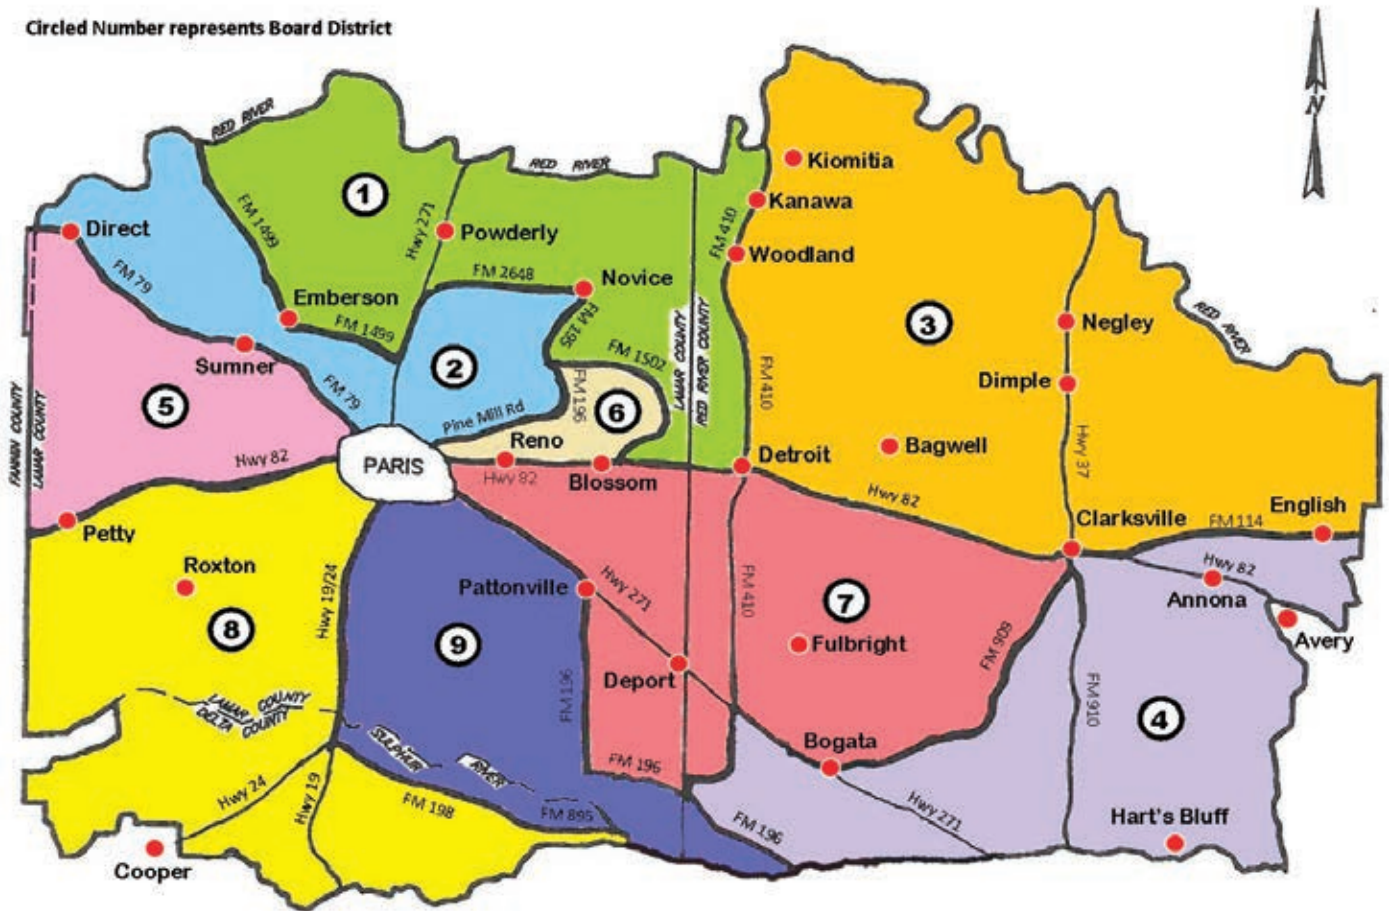 Circled Number represents Board District
N
RED RIVER
RED RIVER
1
Kiomitia
Kanawa
FM 1499
Hwy 271
FM 410
Direct
Powderly
Woodland
FM 79
FM 2648
Novice
Emberson
FM 1499
FM 195
LAMAR COUNTY
RED RIVER COUNTY
3
Negley
RED RIVER
Sumner
2
FM 1502
FM 410
Dimple
FM 79
5
FM 196
6
Pine Mill Rd
FANNIN COUNTY
LAMAR COUNTY
Reno
Bagwell
Hwy 37
Hwy 82
PARIS
Hwy 82
Blossom
Detroit
Hwy 82
Petty
Clarksville
FM 114
English
Roxton
Hwy 19/24
Pattonville
Hwy 271
FM 410
7
Hwy 82
Annona
8
9
Fulbright
FM 909
Avery
Deport
FM 196
LAMAR COUNTY
DELTA COUNTY
FM 910
4
SULPHUR
RIVER
FM 196
Bogata
Hwy 24
Hwy 19
FM 198
FM 895
FM 196
Hwy 271
Hart's Bluff
Cooper